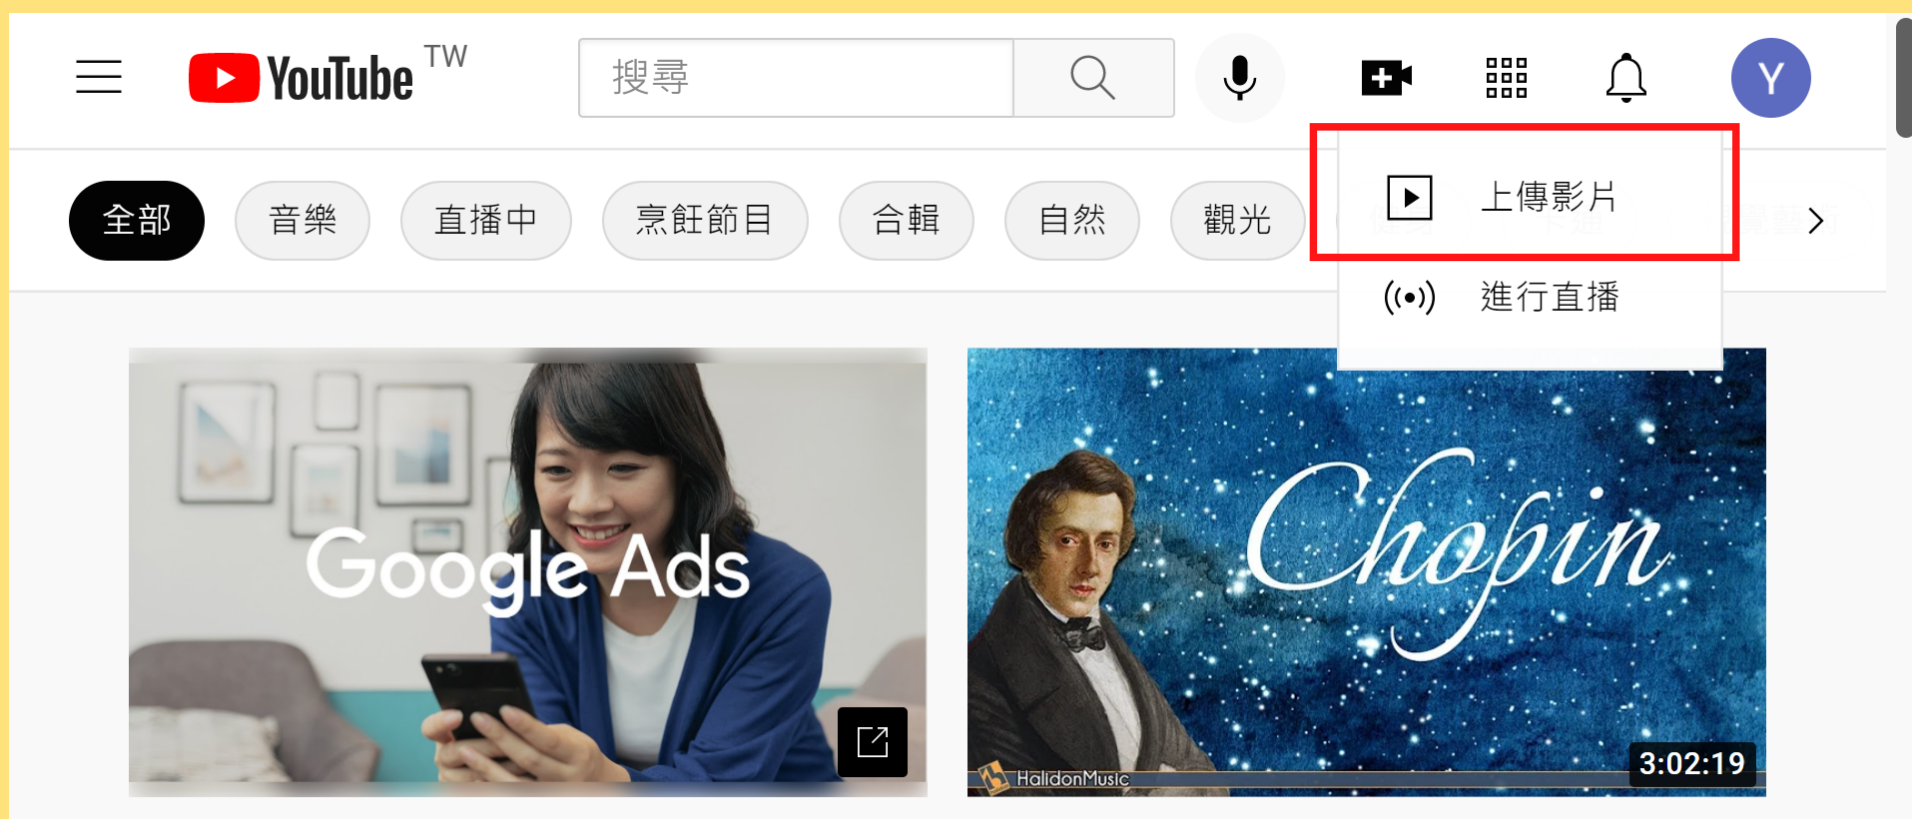 YouTube TW
搜尋
Y
全部 音樂 直播中 烹飪節目 合輯 自然 觀光
上傳影片
進行直播
Google Ads
Chopin
HalidonMusic
3:02:19